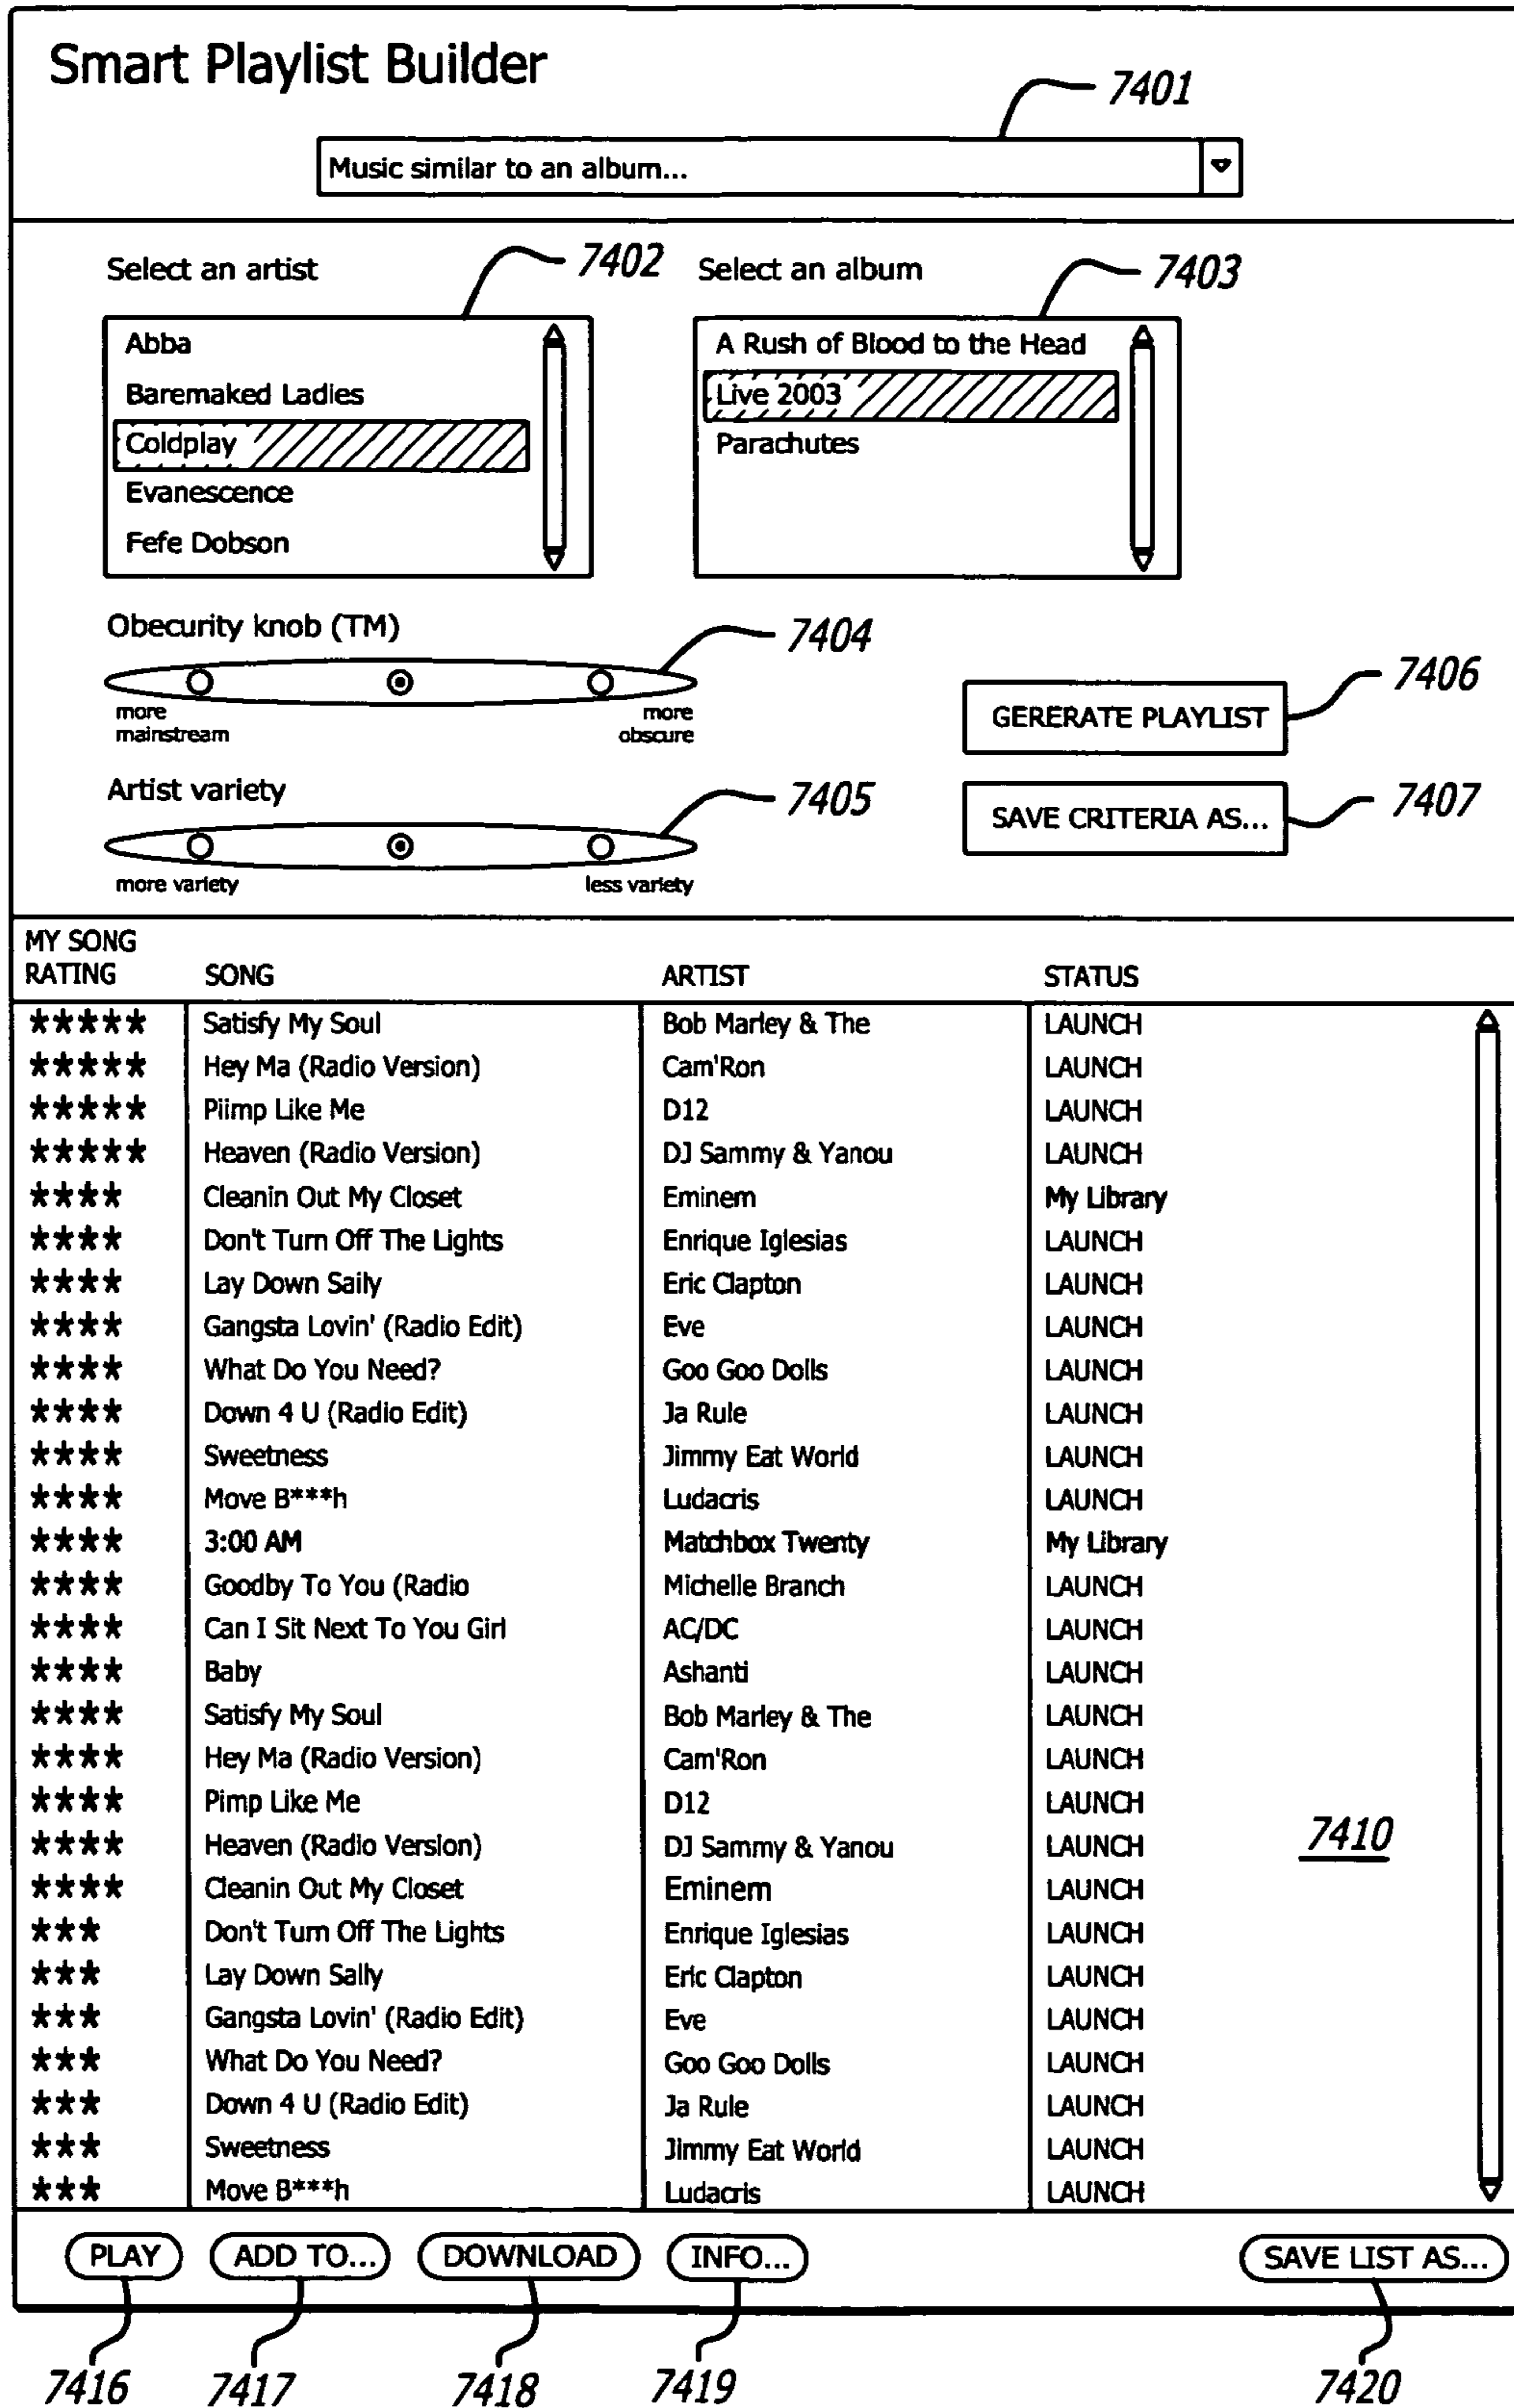 Smart Playlist Builder
7401
Music similar to an album...
Select an artist 7402 Select an album 7403
Abba A Rush of Blood to the Head
Baremaked Ladies Live 2003
Coldplay Parachutes
Evanescence
Fefe Dobson
Obecurity knob (TM) 7404
more mainstream more obscure
GERERATE PLAYLIST 7406
Artist variety 7405
SAVE CRITERIA AS... 7407
more variety less variety
MY SONG RATING SONG ARTIST STATUS
***** Satisfy My Soul Bob Marley & The LAUNCH
***** Hey Ma (Radio Version) Cam'Ron LAUNCH
***** Piimp Like Me D12 LAUNCH
***** Heaven (Radio Version) DJ Sammy & Yanou LAUNCH
**** Cleanin Out My Closet Eminem My Library
**** Don't Turn Off The Lights Enrique Iglesias LAUNCH
**** Lay Down Saily Eric Clapton LAUNCH
**** Gangsta Lovin' (Radio Edit) Eve LAUNCH
**** What Do You Need? Goo Goo Dolls LAUNCH
**** Down 4 U (Radio Edit) Ja Rule LAUNCH
**** Sweetness Jimmy Eat World LAUNCH
**** Move B***h Ludacris LAUNCH
**** 3:00 AM Matchbox Twenty My Library
**** Goodby To You (Radio Michelle Branch LAUNCH
**** Can I Sit Next To You Girl AC/DC LAUNCH
**** Baby Ashanti LAUNCH
**** Satisfy My Soul Bob Marley & The LAUNCH
**** Hey Ma (Radio Version) Cam'Ron LAUNCH
**** Pimp Like Me D12 LAUNCH
**** Heaven (Radio Version) DJ Sammy & Yanou LAUNCH 7410
**** Cleanin Out My Closet Eminem LAUNCH
*** Don't Turn Off The Lights Enrique Iglesias LAUNCH
*** Lay Down Sally Eric Clapton LAUNCH
*** Gangsta Lovin' (Radio Edit) Eve LAUNCH
*** What Do You Need? Goo Goo Dolls LAUNCH
*** Down 4 U (Radio Edit) Ja Rule LAUNCH
*** Sweetness Jimmy Eat World LAUNCH
*** Move B***h Ludacris LAUNCH
PLAY ADD TO... DOWNLOAD INFO... SAVE LIST AS...
7416 7417 7418 7419 7420